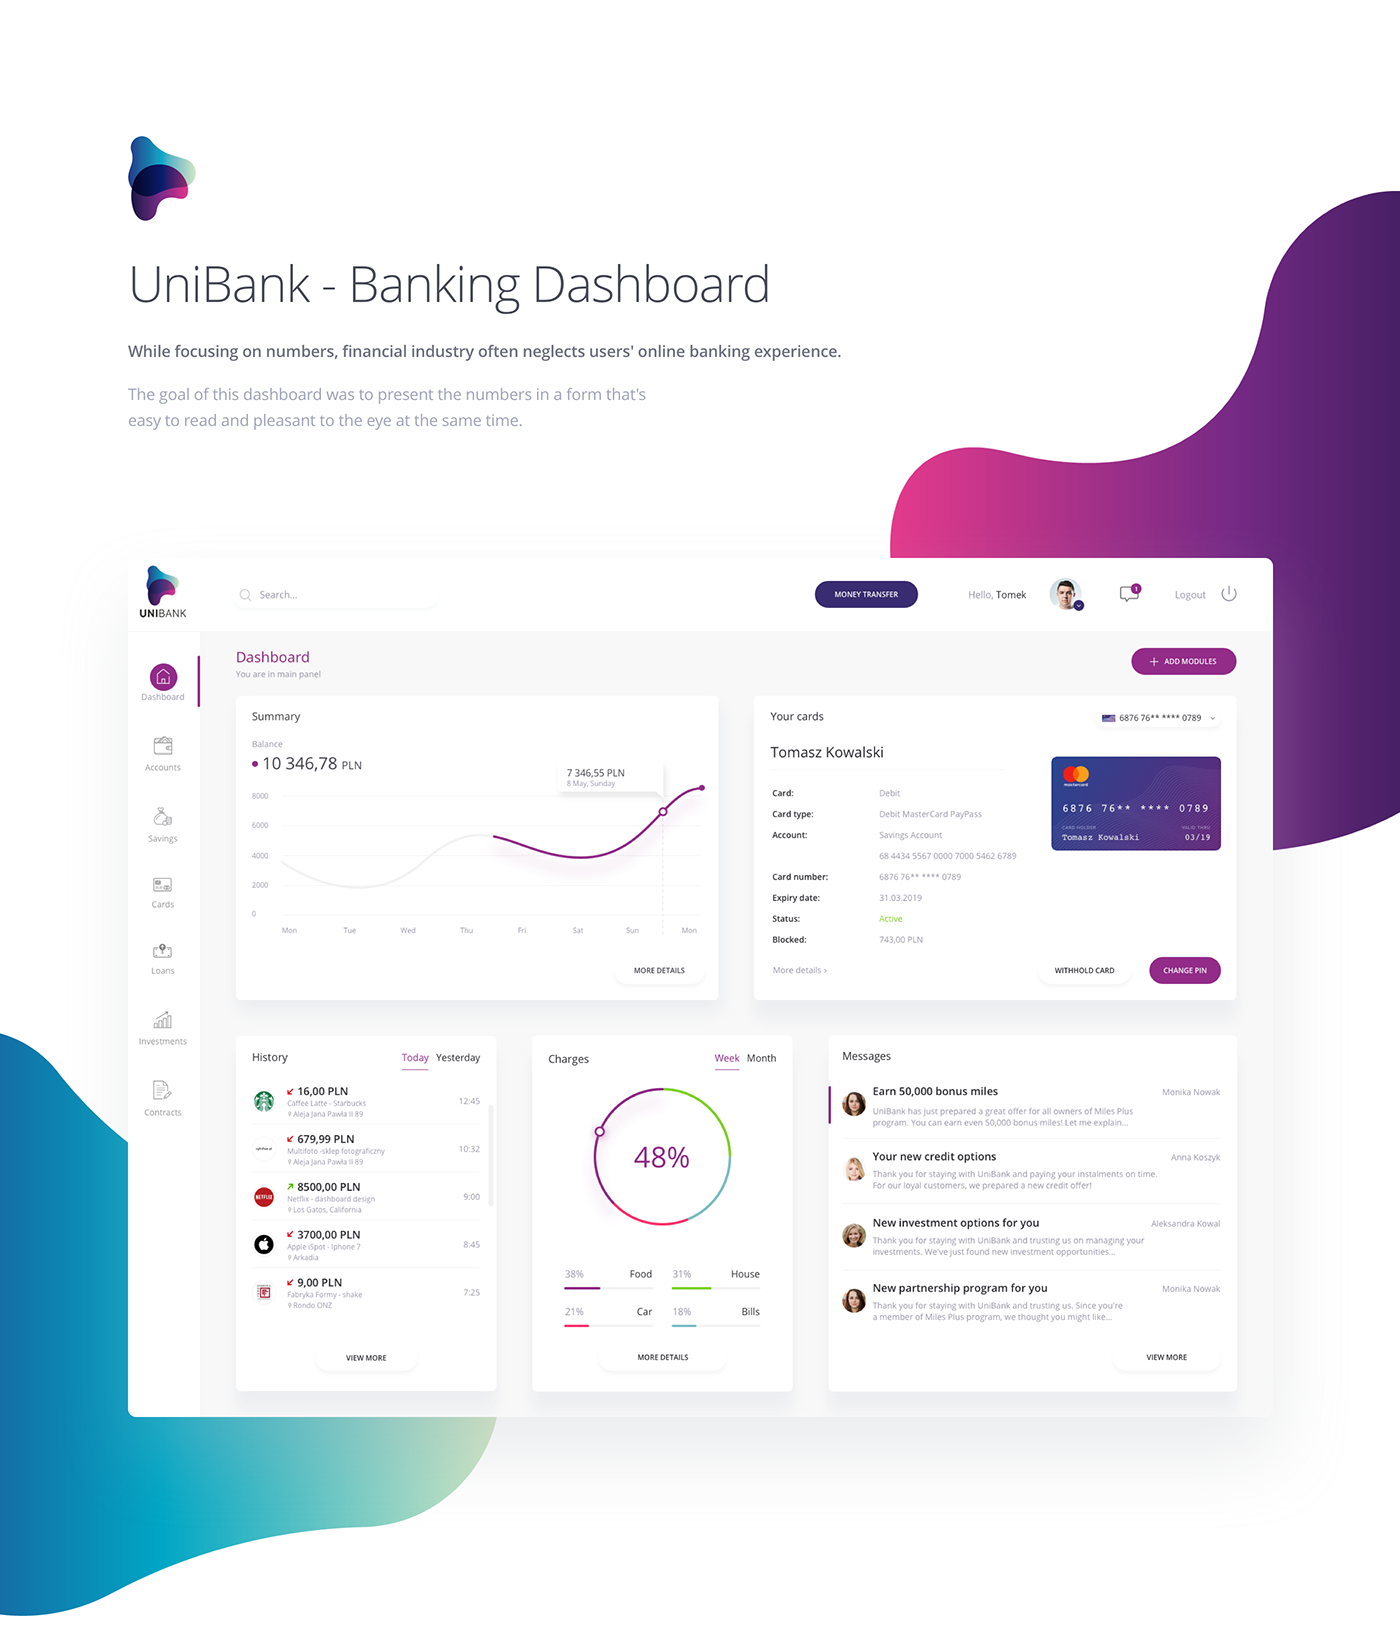 UniBank - Banking Dashboard
While focusing on numbers, financial industry often neglects users' online banking experience.
The goal of this dashboard was to present the numbers in a form that's
easy to read and pleasant to the eye at the same time.
UNIBANK
Search...
MONEY TRANSFER
Hello, Tomek
1
Logout
Dashboard
Accounts
Savings
Cards
Loans
Investments
Contracts
Dashboard
You are in main panel
+ ADD MODULES
Summary
Balance
10 346,78 PLN
7 346,55 PLN
8 May, Sunday
8000
6000
4000
2000
0
Mon Tue Wed Thu Fri Sat Sun Mon
MORE DETAILS
Your cards
6876 76** **** 0789
Tomasz Kowalski
Card: Debit
Card type: Debit MasterCard PayPass
Account: Savings Account
68 4434 5567 0000 7000 5462 6789
Card number: 6876 76** **** 0789
Expiry date: 31.03.2019
Status: Active
Blocked: 743,00 PLN
More details ›
mastercard
6876 76** **** 0789
CARD HOLDER VALID THRU
Tomasz Kowalski 03/19
WITHHOLD CARD
CHANGE PIN
History
Today Yesterday
16,00 PLN
Caffee Latte - Starbucks
Aleja Jana Pawła II 89
12:45
679,99 PLN
Multifoto -sklep fotograficzny
Aleja Jana Pawła II 89
10:32
NETFLIX
8500,00 PLN
Netflix - dashboard design
Los Gatos, California
9:00
3700,00 PLN
Apple iSpot - Iphone 7
Arkadia
8:45
9,00 PLN
Fabryka Formy - shake
Rondo ONZ
7:25
VIEW MORE
Charges
Week Month
48%
38% Food
31% House
21% Car
18% Bills
MORE DETAILS
Messages
Earn 50,000 bonus miles
Monika Nowak
UniBank has just prepared a great offer for all owners of Miles Plus
program. You can earn even 50,000 bonus miles! Let me explain...
Your new credit options
Anna Koszyk
Thank you for staying with UniBank and paying your instalments on time.
For our loyal customers, we prepared a new credit offer!
New investment options for you
Aleksandra Kowal
Thank you for staying with UniBank and trusting us on managing your
investments. We've just found new investment opportunities...
New partnership program for you
Monika Nowak
Thank you for staying with UniBank and trusting us. Since you're
a member of Miles Plus program, we thought you might like...
VIEW MORE